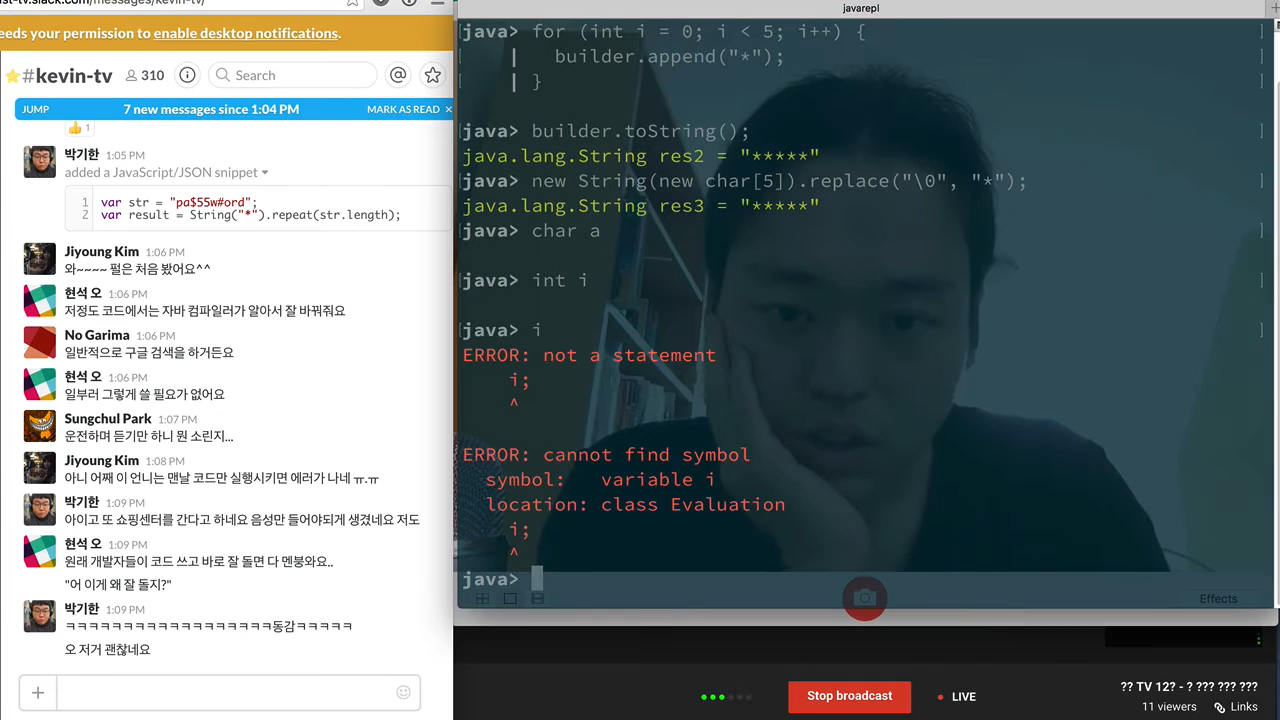 eeds your permission to enable desktop notifications.
#kevin-tv
310
Search
JUMP
7 new messages since 1:04 PM
MARK AS READ ×
👍 1
박기한 1:05 PM
added a JavaScript/JSON snippet
1 var str = "pa$55w#ord";
2 var result = String("*").repeat(str.length);
Jiyoung Kim 1:06 PM
와~~~~ 펄은 처음 봤어요^^
현석 오 1:06 PM
저정도 코드에서는 자바 컴파일러가 알아서 잘 바꿔줘요
No Garima 1:06 PM
일반적으로 구글 검색을 하거든요
현석 오 1:06 PM
일부러 그렇게 쓸 필요가 없어요
Sungchul Park 1:07 PM
운전하며 듣기만 하니 뭔 소린지...
Jiyoung Kim 1:08 PM
아니 어째 이 언니는 맨날 코드만 실행시키면 에러가 나네 ㅠ.ㅠ
박기한 1:09 PM
아이고 또 쇼핑센터를 간다고 하네요 음성만 들어야되게 생겼네요 저도
현석 오 1:09 PM
원래 개발자들이 코드 쓰고 바로 잘 돌면 다 멘붕와요..
"어 이게 왜 잘 돌지?"
박기한 1:09 PM
ㅋㅋㅋㅋㅋㅋㅋㅋㅋㅋㅋㅋㅋㅋㅋㅋㅋㅋ동감ㅋㅋㅋㅋㅋ
오 저거 괜찮네요
javarepl
[java> for (int i = 0; i < 5; i++) { ]
[ | builder.append("*"); ]
[ | } ]
[java> builder.toString(); ]
java.lang.String res2 = "*****"
[java> new String(new char[5]).replace("\0", "*"); ]
java.lang.String res3 = "*****"
[java> char a ]
[java> int i ]
[java> i ]
ERROR: not a statement
i;
^
ERROR: cannot find symbol
symbol: variable i
location: class Evaluation
i;
^
java>
Effects
Stop broadcast
LIVE
?? TV 12? - ? ??? ??? ???
11 viewers
Links